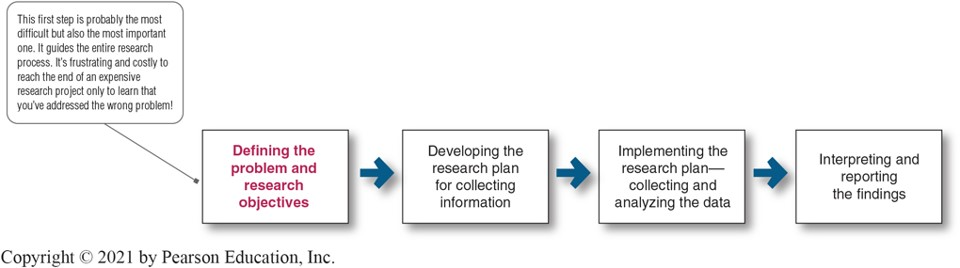 This first step is probably the most
difficult but also the most important
one. It guides the entire research
process. It's frustrating and costly to
reach the end of an expensive
research project only to learn that
you've addressed the wrong problem!
Defining the
problem and
research
objectives
Developing the
research plan
for collecting
information
Implementing the
research plan—
collecting and
analyzing the data
Interpreting and
reporting
the findings
Copyright © 2021 by Pearson Education, Inc.